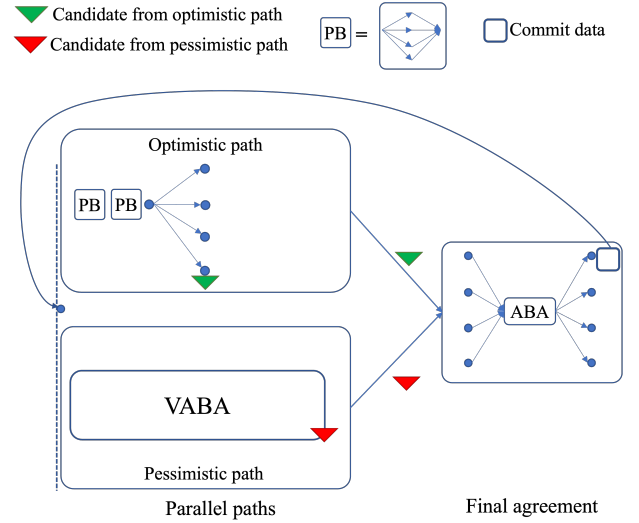 Candidate from optimistic path
Candidate from pessimistic path
PB =
Commit data
Optimistic path
PB PB
ABA
VABA
Pessimistic path
Parallel paths
Final agreement